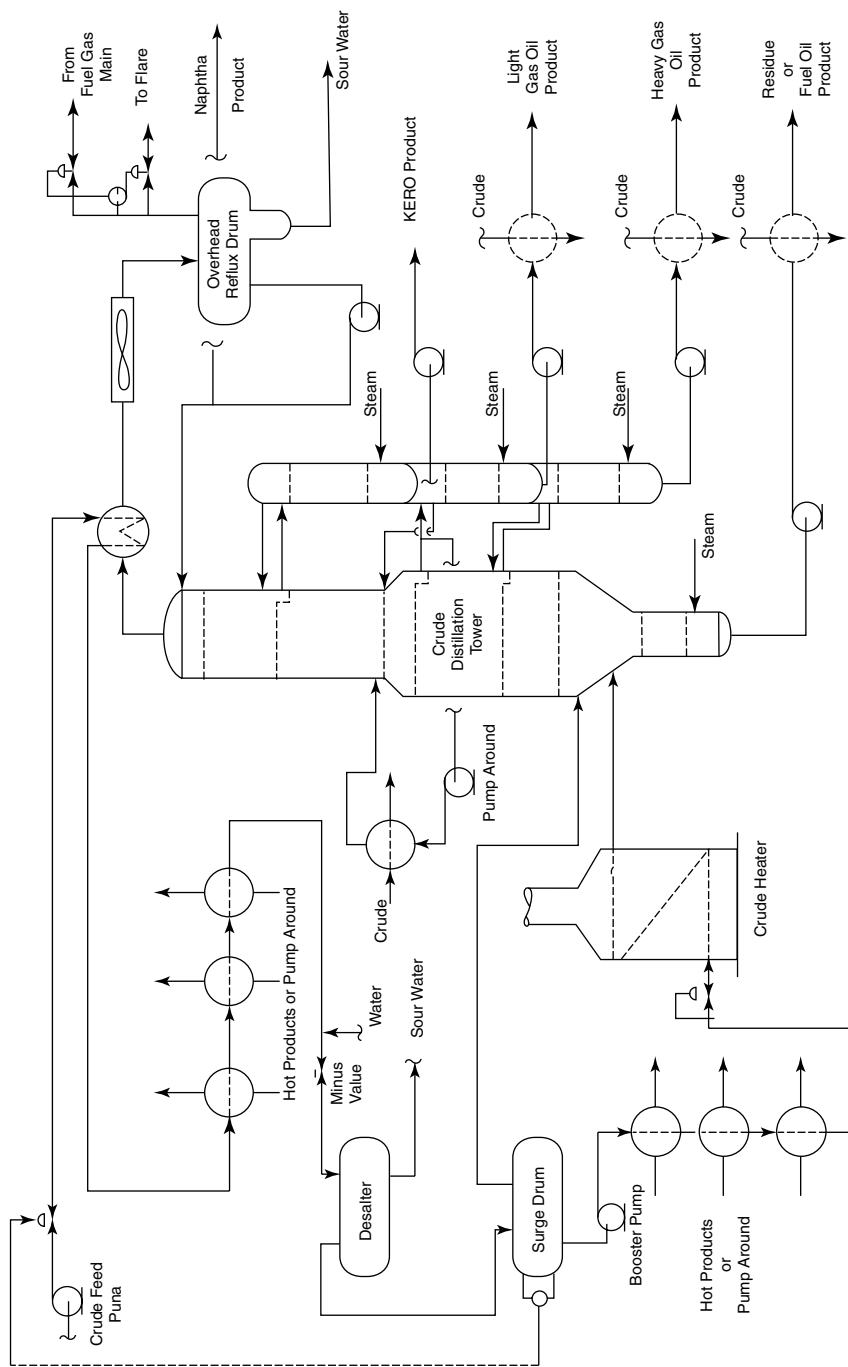 From
Fuel Gas
Main
To Flare
Naphtha
Product
Sour Water
Overhead
Reflux Drum
KERO Product
Light
Gas Oil
Product
Heavy Gas
Oil
Product
Residue
or
Fuel Oil
Product
Crude
Crude
Crude
Steam
Steam
Steam
Steam
Crude
Distillation
Tower
Pump Around
Crude
Hot Products or Pump Around
Water
Sour Water
Minus
Value
Desalter
Crude Feed
Puna
Surge Drum
Booster Pump
Crude Heater
Hot Products
or
Pump Around